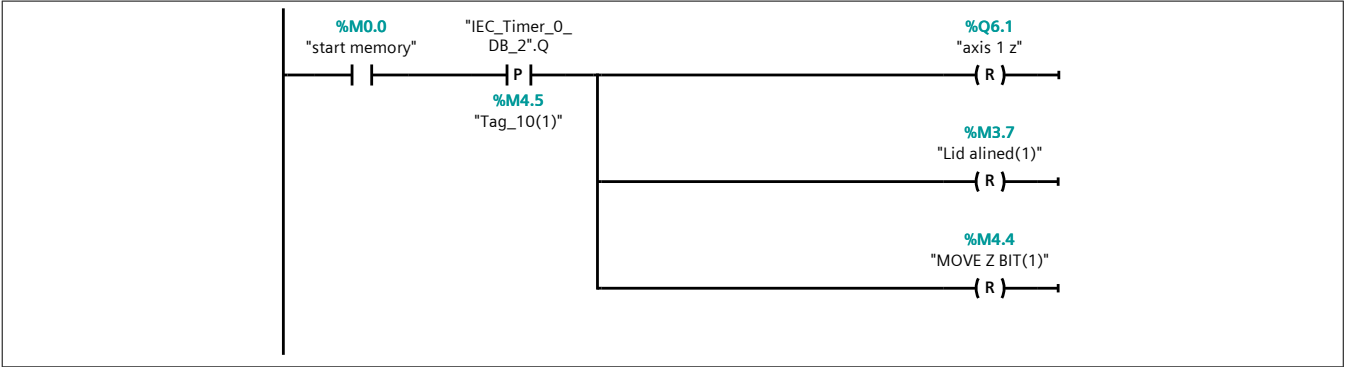 %M0.0
"start memory"
"IEC_Timer_0_
DB_2".Q
P
%M4.5
"Tag_10(1)"
%Q6.1
"axis 1 z"
R
%M3.7
"Lid alined(1)"
R
%M4.4
"MOVE Z BIT(1)"
R